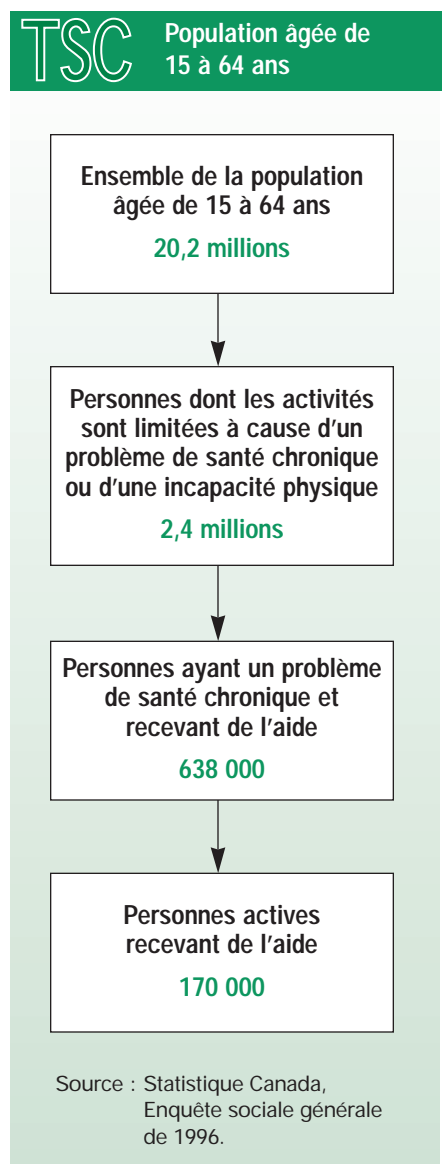 TSC
Population âgée de
15 à 64 ans
Ensemble de la population
âgée de 15 à 64 ans
20,2 millions
Personnes dont les activités
sont limitées à cause d'un
problème de santé chronique
ou d'une incapacité physique
2,4 millions
Personnes ayant un problème
de santé chronique et
recevant de l'aide
638 000
Personnes actives
recevant de l'aide
170 000
Source : Statistique Canada,
Enquête sociale générale
de 1996.